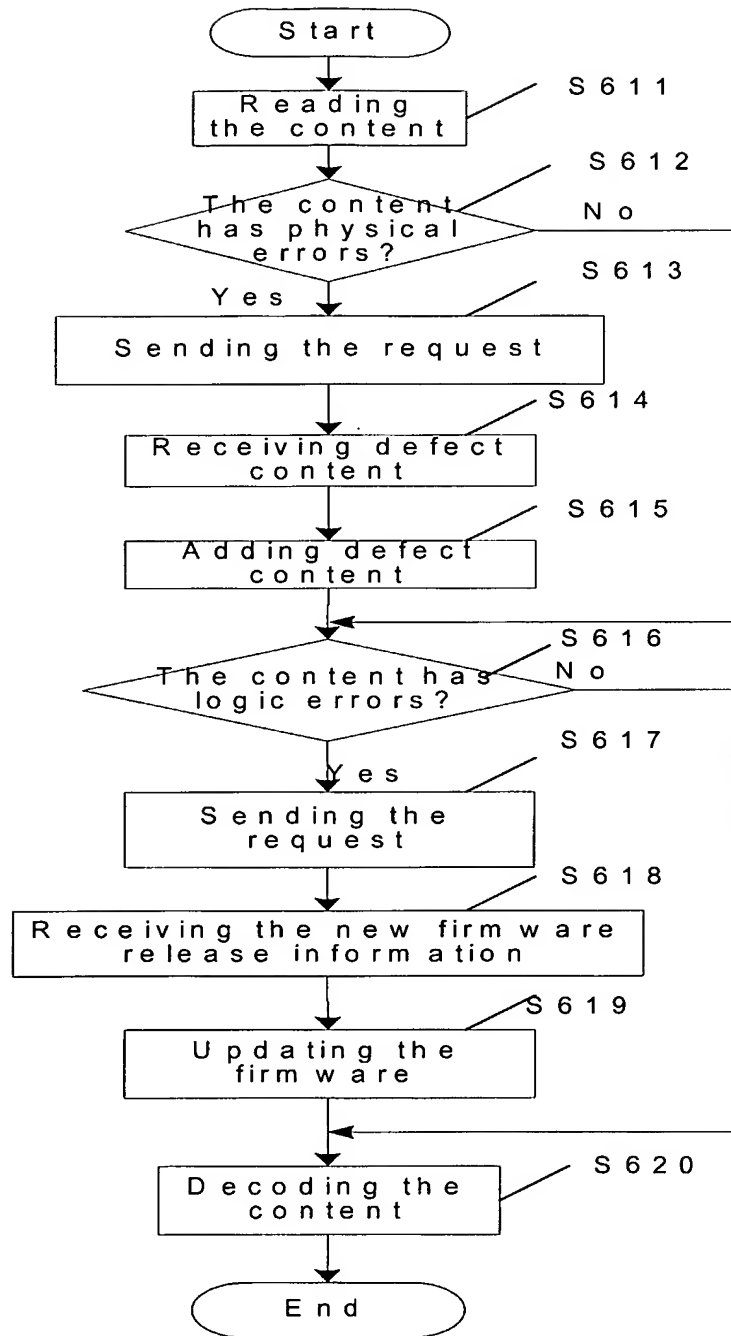 Start
S611
Reading
the content
S612
The content
has physical
errors?
No
S613
Yes
Sending the request
S614
Receiving defect
content
S615
Adding defect
content
S616
The content has
logic errors?
No
S617
Yes
Sending the
request
S618
Receiving the new firmware
release information
S619
Updating the
firmware
S620
Decoding the
content
End